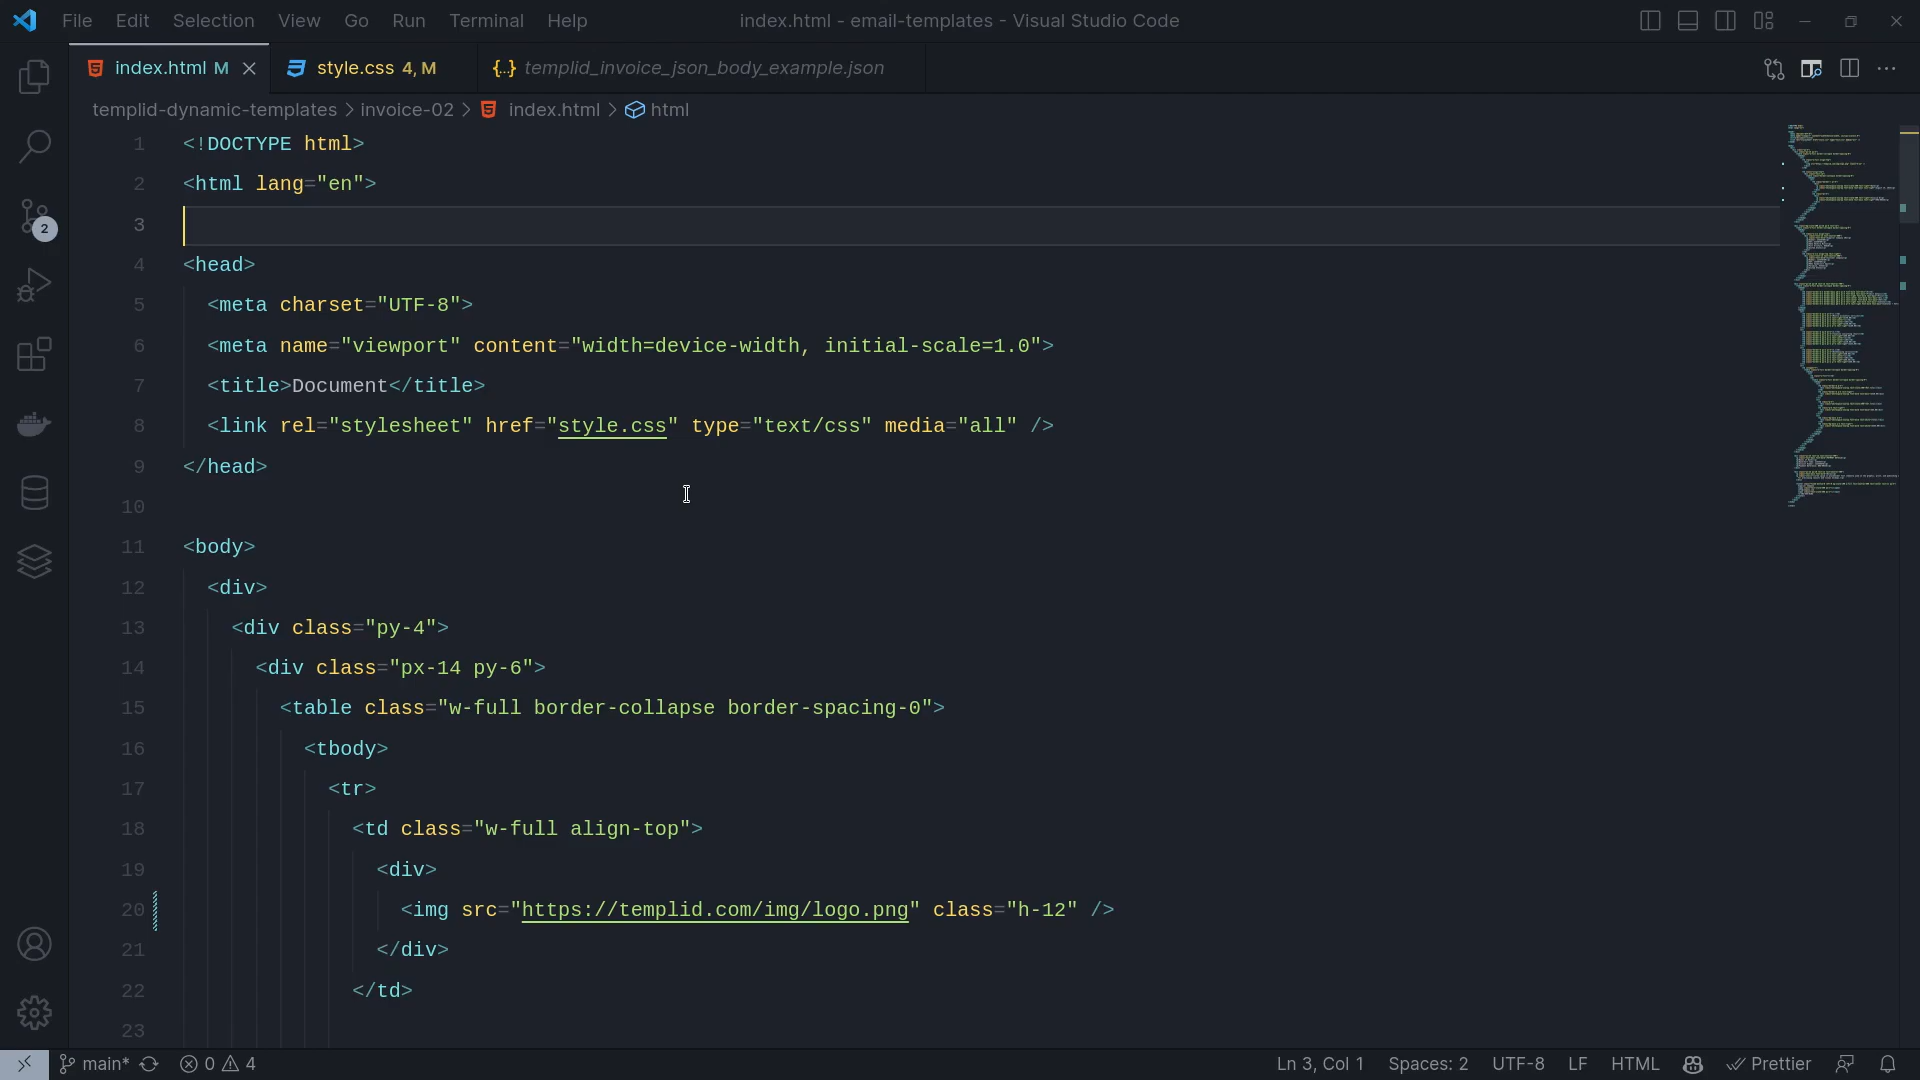 File Edit Selection View Go Run Terminal Help index.html - email-templates - Visual Studio Code
index.html M style.css 4, M {..} templid_invoice_json_body_example.json
templid-dynamic-templates > invoice-02 > index.html > html
1 <!DOCTYPE html>
2 <html lang="en">
3
4 <head>
5 <meta charset="UTF-8">
6 <meta name="viewport" content="width=device-width, initial-scale=1.0">
7 <title>Document</title>
8 <link rel="stylesheet" href="style.css" type="text/css" media="all" />
9 </head>
10
11 <body>
12 <div>
13 <div class="py-4">
14 <div class="px-14 py-6">
15 <table class="w-full border-collapse border-spacing-0">
16 <tbody>
17 <tr>
18 <td class="w-full align-top">
19 <div>
20 <img src="https://templid.com/img/logo.png" class="h-12" />
21 </div>
22 </td>
23
2
main* 0 4 Ln 3, Col 1 Spaces: 2 UTF-8 LF HTML Prettier